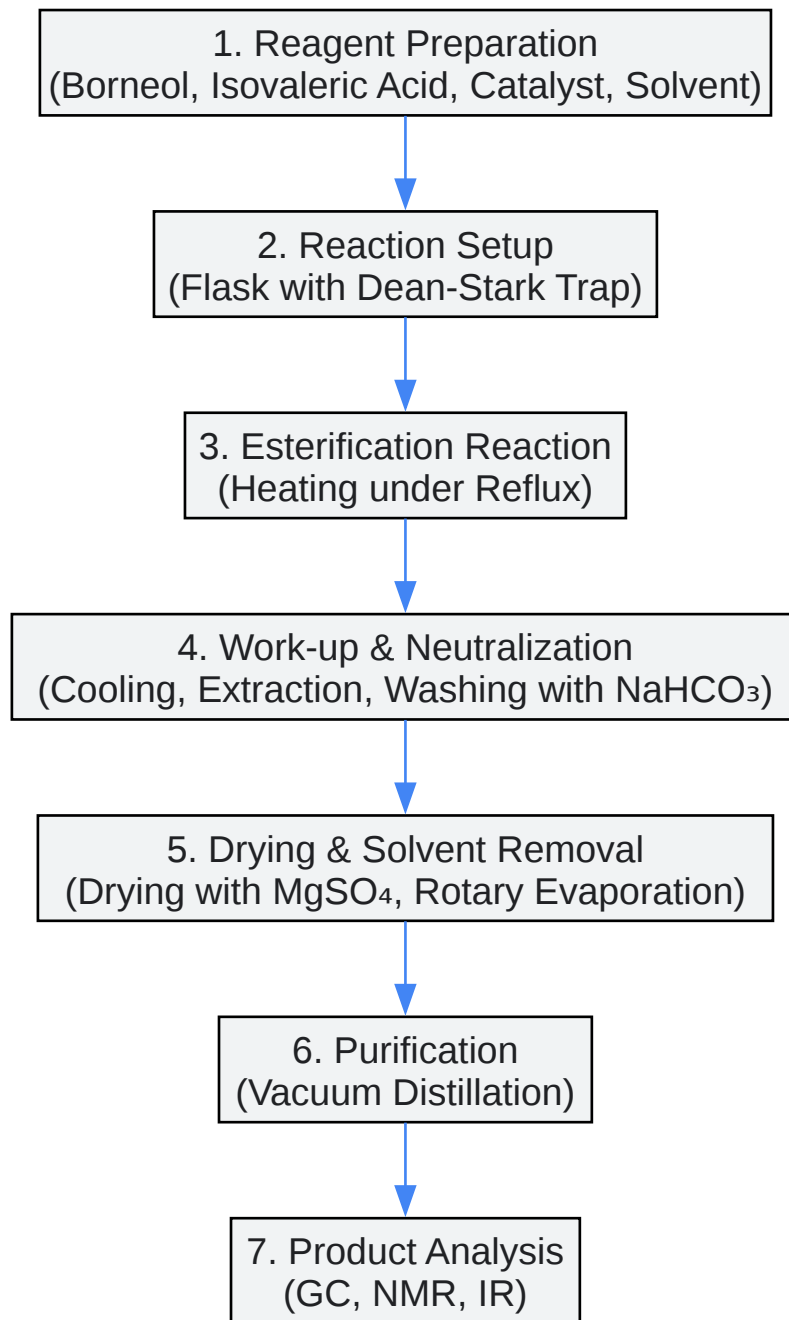 1. Reagent Preparation
(Borneol, Isovaleric Acid, Catalyst, Solvent)
2. Reaction Setup
(Flask with Dean-Stark Trap)
3. Esterification Reaction
(Heating under Reflux)
4. Work-up & Neutralization
(Cooling, Extraction, Washing with NaHCO₃)
5. Drying & Solvent Removal
(Drying with MgSO₄, Rotary Evaporation)
6. Purification
(Vacuum Distillation)
7. Product Analysis
(GC, NMR, IR)